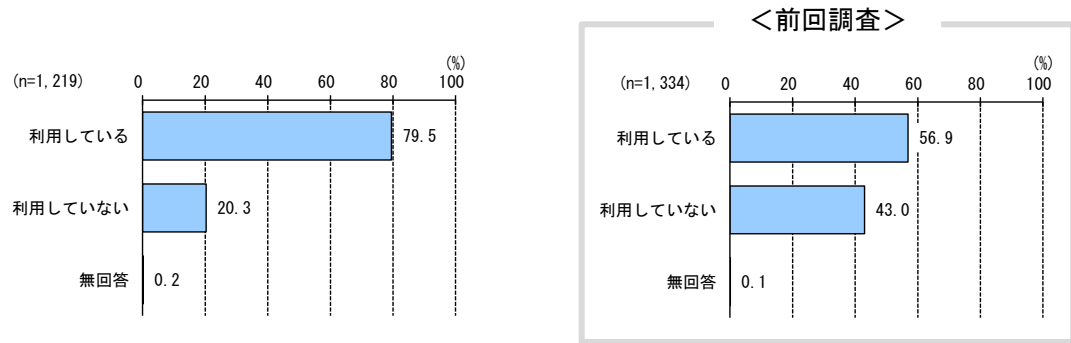 (%)
(n=1,219) 0 20 40 60 80 100
利用している 79.5
利用していない 20.3
無回答 0.2
<前回調査>
(%)
(n=1,334) 0 20 40 60 80 100
利用している 56.9
利用していない 43.0
無回答 0.1